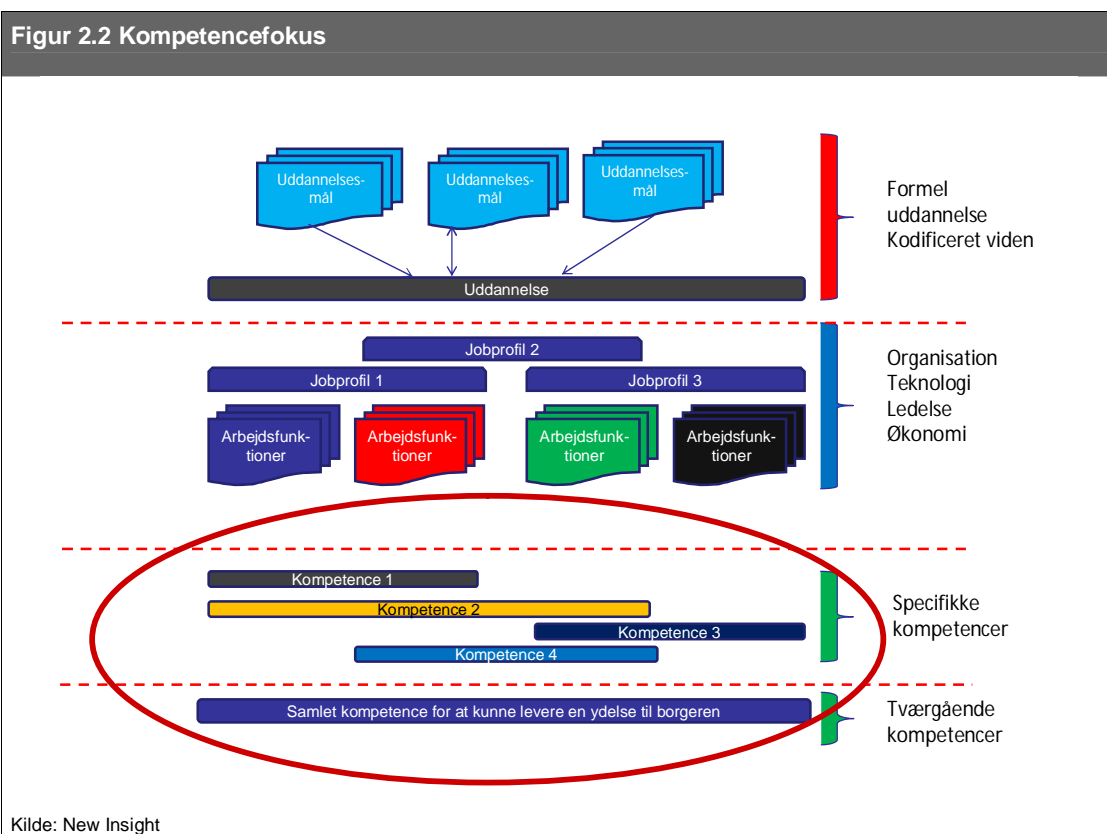 Figur 2.2 Kompetencefokus
Uddannelses-
mål
Uddannelses-
mål
Uddannelses-
mål
Formel
uddannelse
Kodificeret viden
Uddannelse
Jobprofil 2
Jobprofil 1
Jobprofil 3
Organisation
Teknologi
Ledelse
Økonomi
Arbejdsfunk-
tioner
Arbejdsfunk-
tioner
Arbejdsfunk-
tioner
Arbejdsfunk-
tioner
Kompetence 1
Kompetence 2
Kompetence 3
Kompetence 4
Specifikke
kompetencer
Samlet kompetence for at kunne levere en ydelse til borgeren
Tværgående
kompetencer
Kilde: New Insight